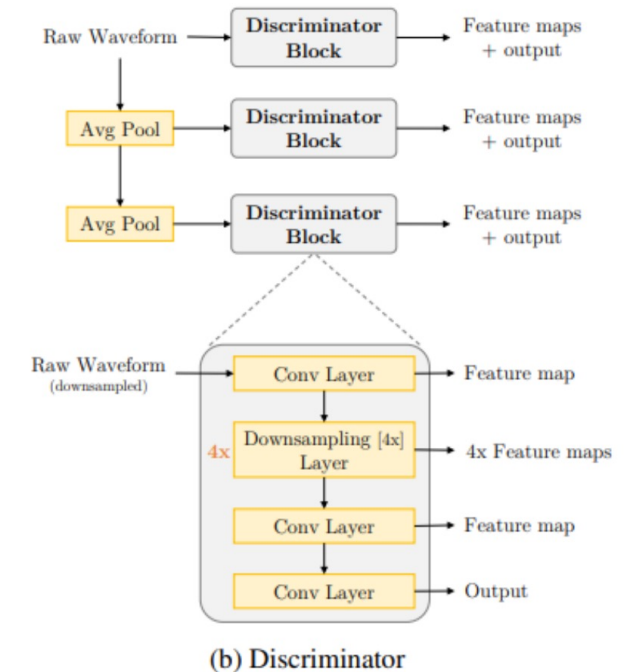 Raw Waveform
Discriminator
Block
Feature maps
+ output
Avg Pool
Discriminator
Block
Feature maps
+ output
Avg Pool
Discriminator
Block
Feature maps
+ output
Raw Waveform
(downsampled)
Conv Layer
Feature map
4x
Downsampling [4x]
Layer
4x Feature maps
Conv Layer
Feature map
Conv Layer
Output
(b) Discriminator